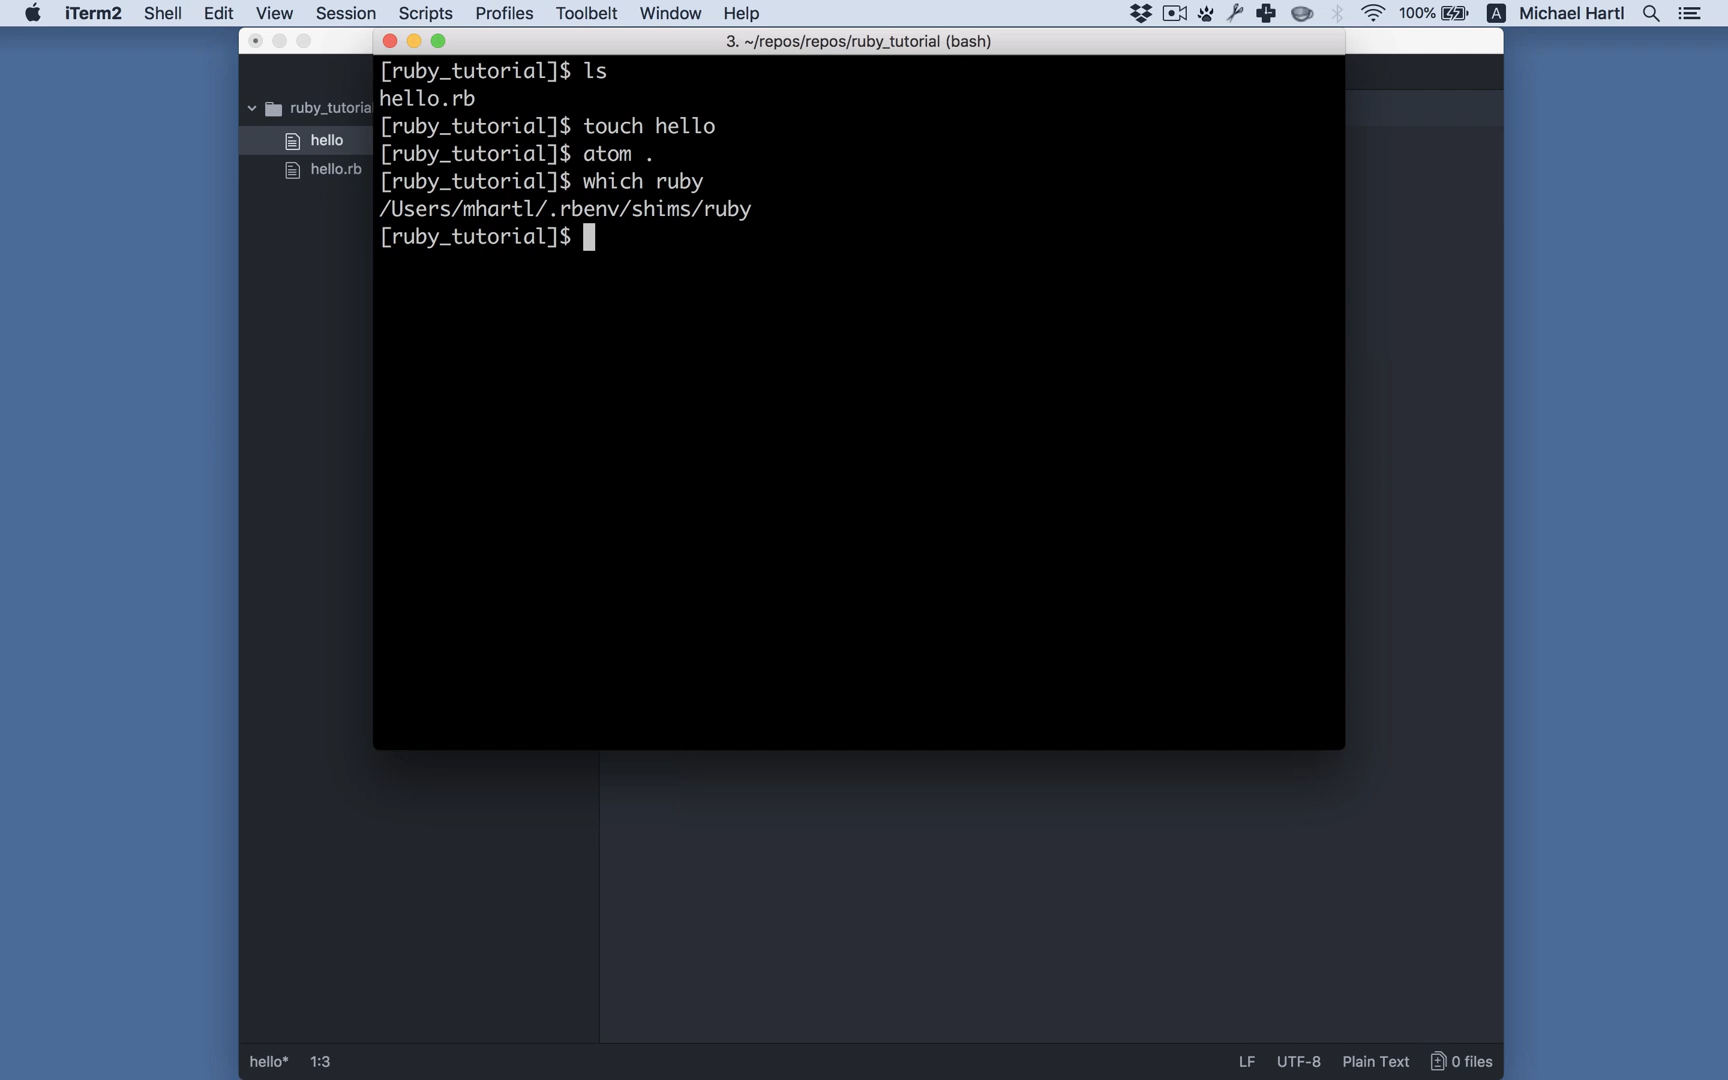 iTerm2 Shell Edit View Session Scripts Profiles Toolbelt Window Help 100% A Michael Hartl
3. ~/repos/repos/ruby_tutorial (bash)
[ruby_tutorial]$ ls
hello.rb
[ruby_tutorial]$ touch hello
[ruby_tutorial]$ atom .
[ruby_tutorial]$ which ruby
/Users/mhartl/.rbenv/shims/ruby
[ruby_tutorial]$
ruby_tutoria
hello
hello.rb
hello* 1:3 LF UTF-8 Plain Text 0 files